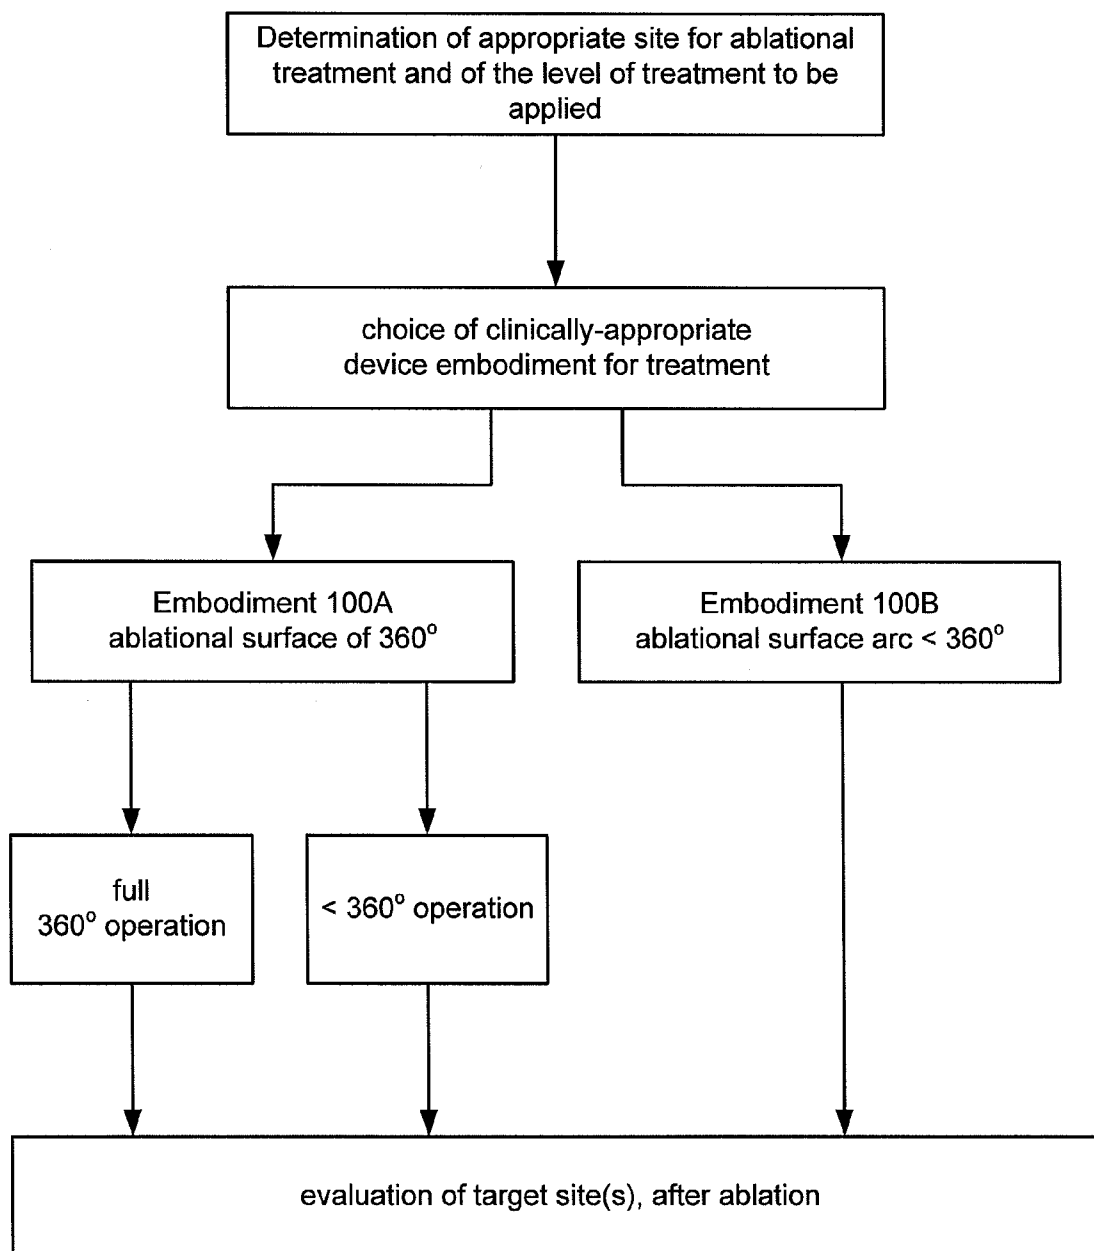 Determination of appropriate site for ablational
treatment and of the level of treatment to be
applied
choice of clinically-appropriate
device embodiment for treatment
Embodiment 100A
ablational surface of 360°
Embodiment 100B
ablational surface arc < 360°
full
360° operation
< 360° operation
evaluation of target site(s), after ablation